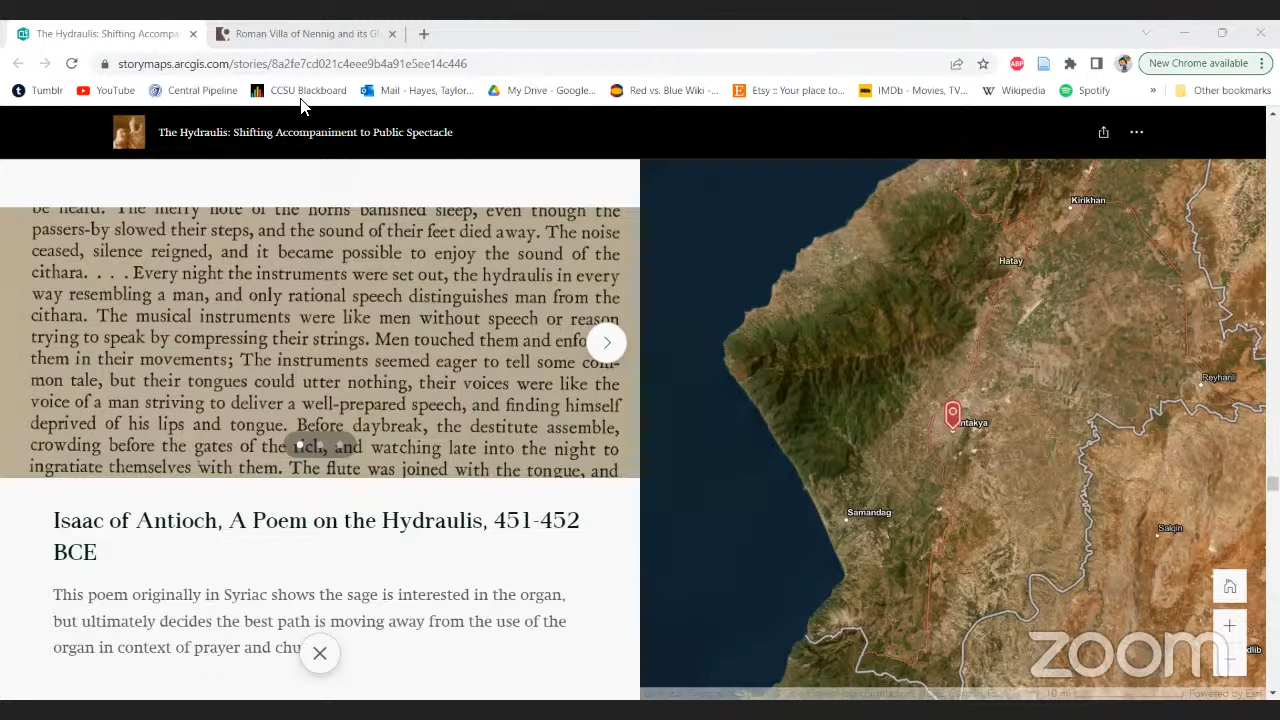 The Hydraulis: Shifting Accompa
Roman Villa of Nennig and its Gl
storymaps.arcgis.com/stories/8a2fe7cd021c4eee9b4a91e5ee14c446
ABP
New Chrome available
Tumblr
YouTube
Central Pipeline
CCSU Blackboard
Mail - Hayes, Taylor...
My Drive - Google...
Red vs. Blue Wiki -...
Etsy :: Your place to...
IMDb - Movies, TV...
Wikipedia
Spotify
»
Other bookmarks
The Hydraulis: Shifting Accompaniment to Public Spectacle
be heard. The merry note of the horns banished sleep, even though the
passers-by slowed their steps, and the sound of their feet died away. The noise
ceased, silence reigned, and it became possible to enjoy the sound of the
cithara. . . . Every night the instruments were set out, the hydraulis in every
way resembling a man, and only rational speech distinguishes man from the
cithara. The musical instruments were like men without speech or reason
trying to speak by compressing their strings. Men touched them and enfo
them in their movements; The instruments seemed eager to tell some com-
mon tale, but their tongues could utter nothing, their voices were like the
voice of a man striving to deliver a well-prepared speech, and finding himself
deprived of his lips and tongue. Before daybreak, the destitute assemble,
crowding before the gates of the rich, and watching late into the night to
ingratiate themselves with them. The flute was joined with the tongue, and
Isaac of Antioch, A Poem on the Hydraulis, 451-452
BCE
This poem originally in Syriac shows the sage is interested in the organ,
but ultimately decides the best path is moving away from the use of the
organ in context of prayer and chu
Kirikhan
Hatay
Reyhanli
ntakya
Samandag
Salqin
dlib
zoom
10 mi
Powered by Esri